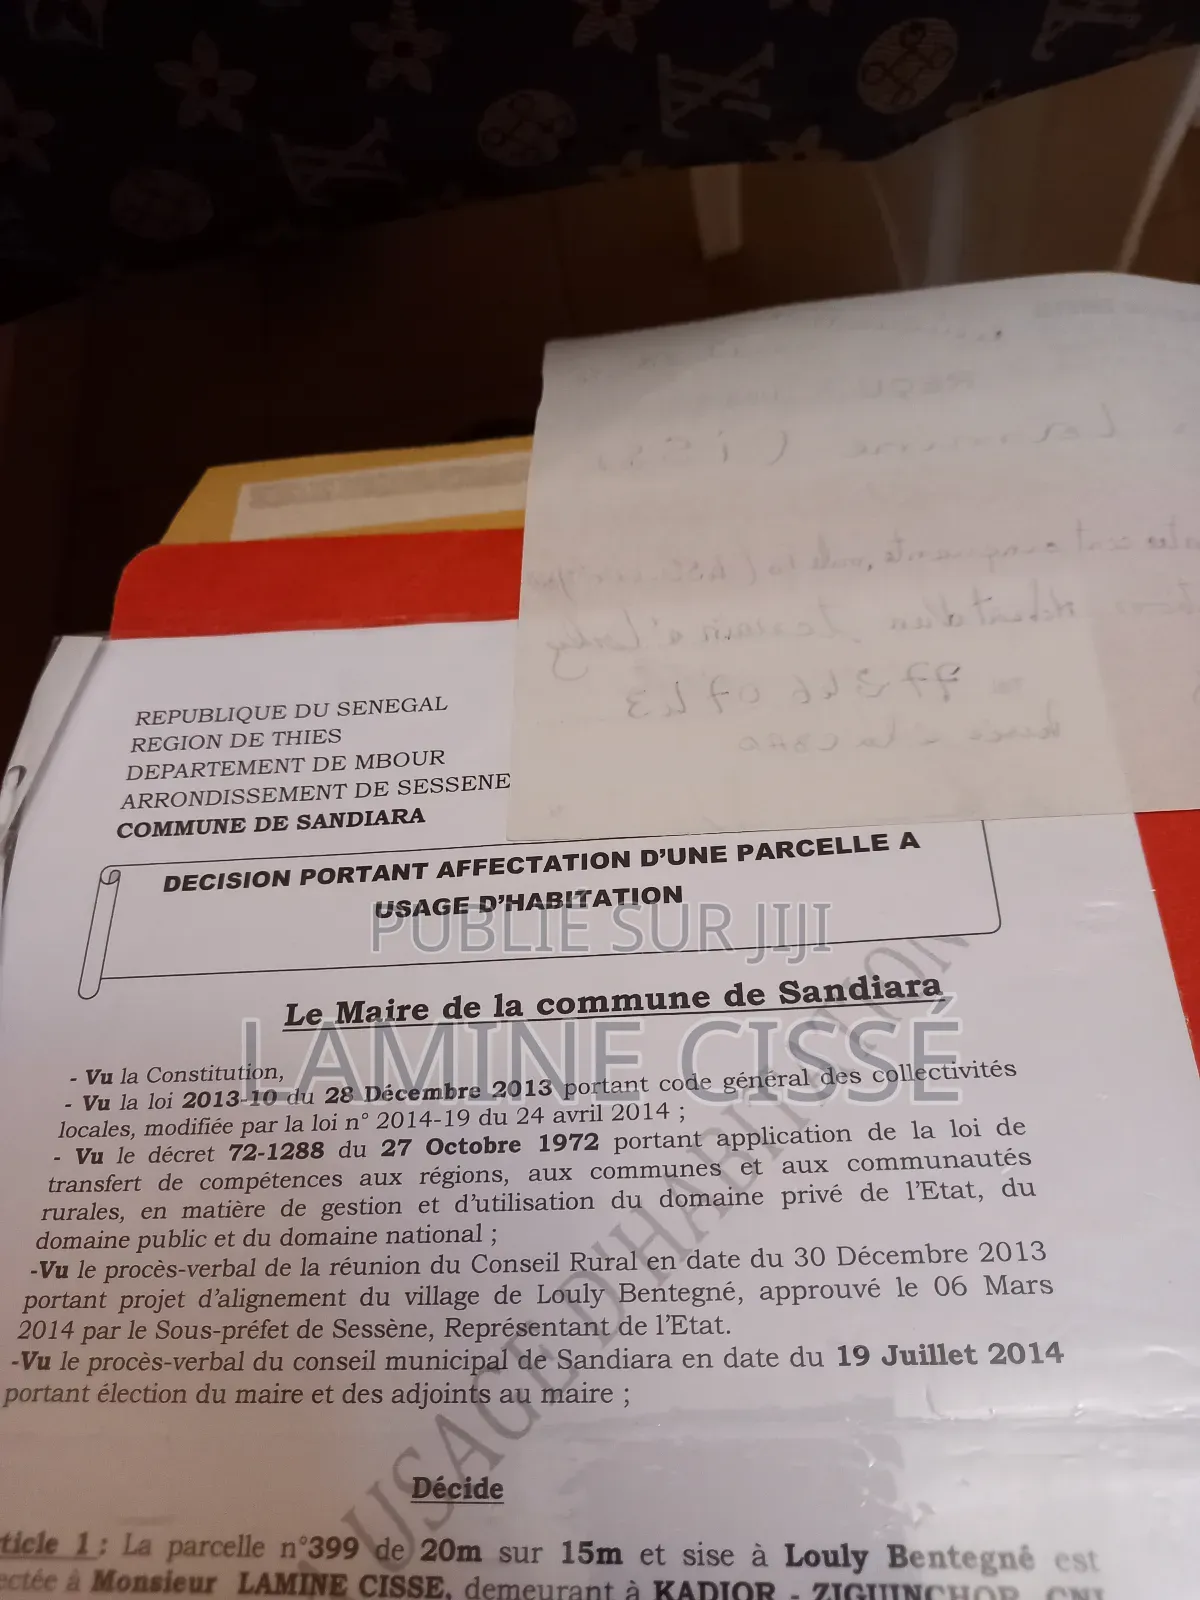 REPUBLIQUE DU SENEGAL
REGION DE THIES
DEPARTEMENT DE MBOUR
ARRONDISSEMENT DE SESSENE
COMMUNE DE SANDIARA
DECISION PORTANT AFFECTATION D'UNE PARCELLE A
USAGE D'HABITATION
PUBLIÉ SUR JIJI
Le Maire de la commune de Sandiara
LAMINE CISSÉ
- Vu la Constitution,
- Vu la loi 2013-10 du 28 Décembre 2013 portant code général des collectivités
locales, modifiée par la loi n° 2014-19 du 24 avril 2014 ;
- Vu le décret 72-1288 du 27 Octobre 1972 portant application de la loi de
transfert de compétences aux régions, aux communes et aux communautés
rurales, en matière de gestion et d'utilisation du domaine privé de l'Etat, du
domaine public et du domaine national ;
-Vu le procès-verbal de la réunion du Conseil Rural en date du 30 Décembre 2013
portant projet d'alignement du village de Louly Bentegné, approuvé le 06 Mars
2014 par le Sous-préfet de Sessène, Représentant de l'Etat.
-Vu le procès-verbal du conseil municipal de Sandiara en date du 19 Juillet 2014
portant élection du maire et des adjoints au maire ;
USAGE D'HABITATION
Décide
ticle 1 : La parcelle n°399 de 20m sur 15m et sise à Louly Bentegné est
ectée à Monsieur LAMINE CISSE, demeurant à KADIOR - ZIGUINCHOR, CNI